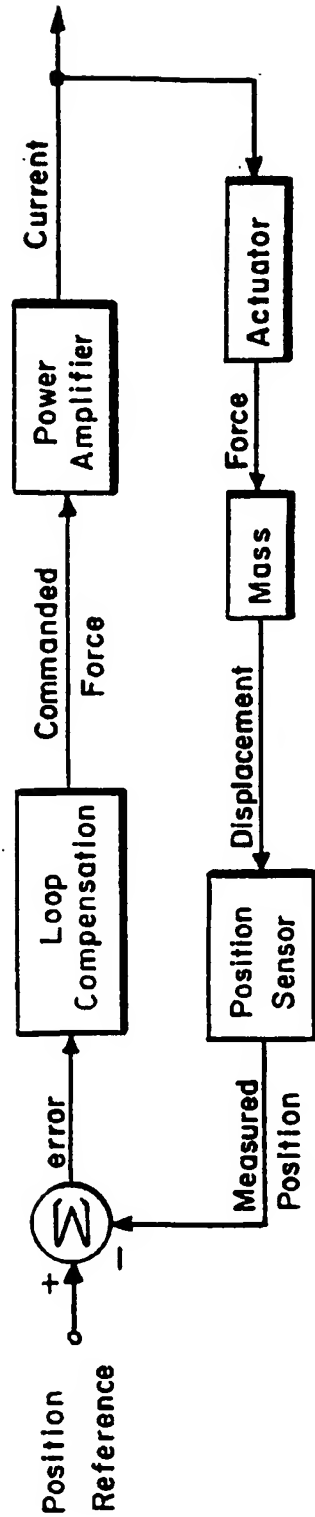 Position
Reference
+
−
Σ
error
Loop
Compensation
Commanded
Force
Power
Amplifier
Current
Actuator
Force
Mass
Displacement
Position
Sensor
Measured
Position